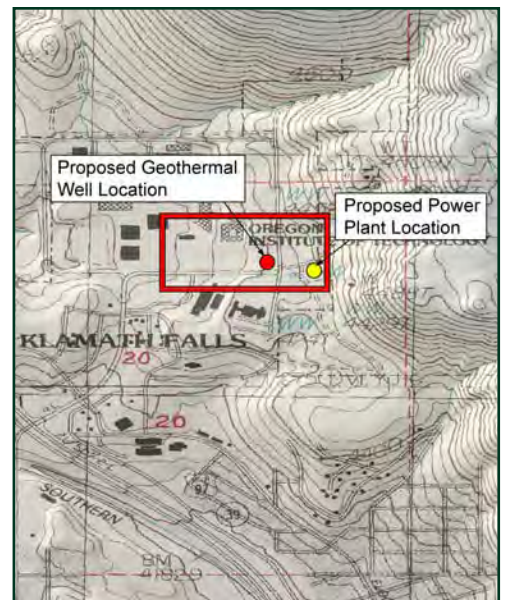 4600
Proposed Geothermal
Well Location
Proposed Power
Plant Location
OREGON
INSTITUTE OF TECHNOLOGY
KLAMATH FALLS
20
20
97
39
SOUTHERN
BM